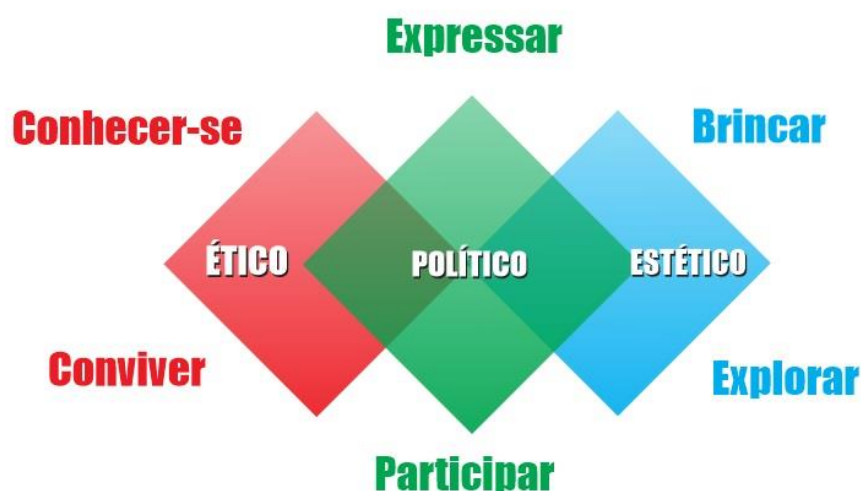 Expressar
Conhecer-se
Brincar
ÉTICO
POLÍTICO
ESTÉTICO
Conviver
Explorar
Participar